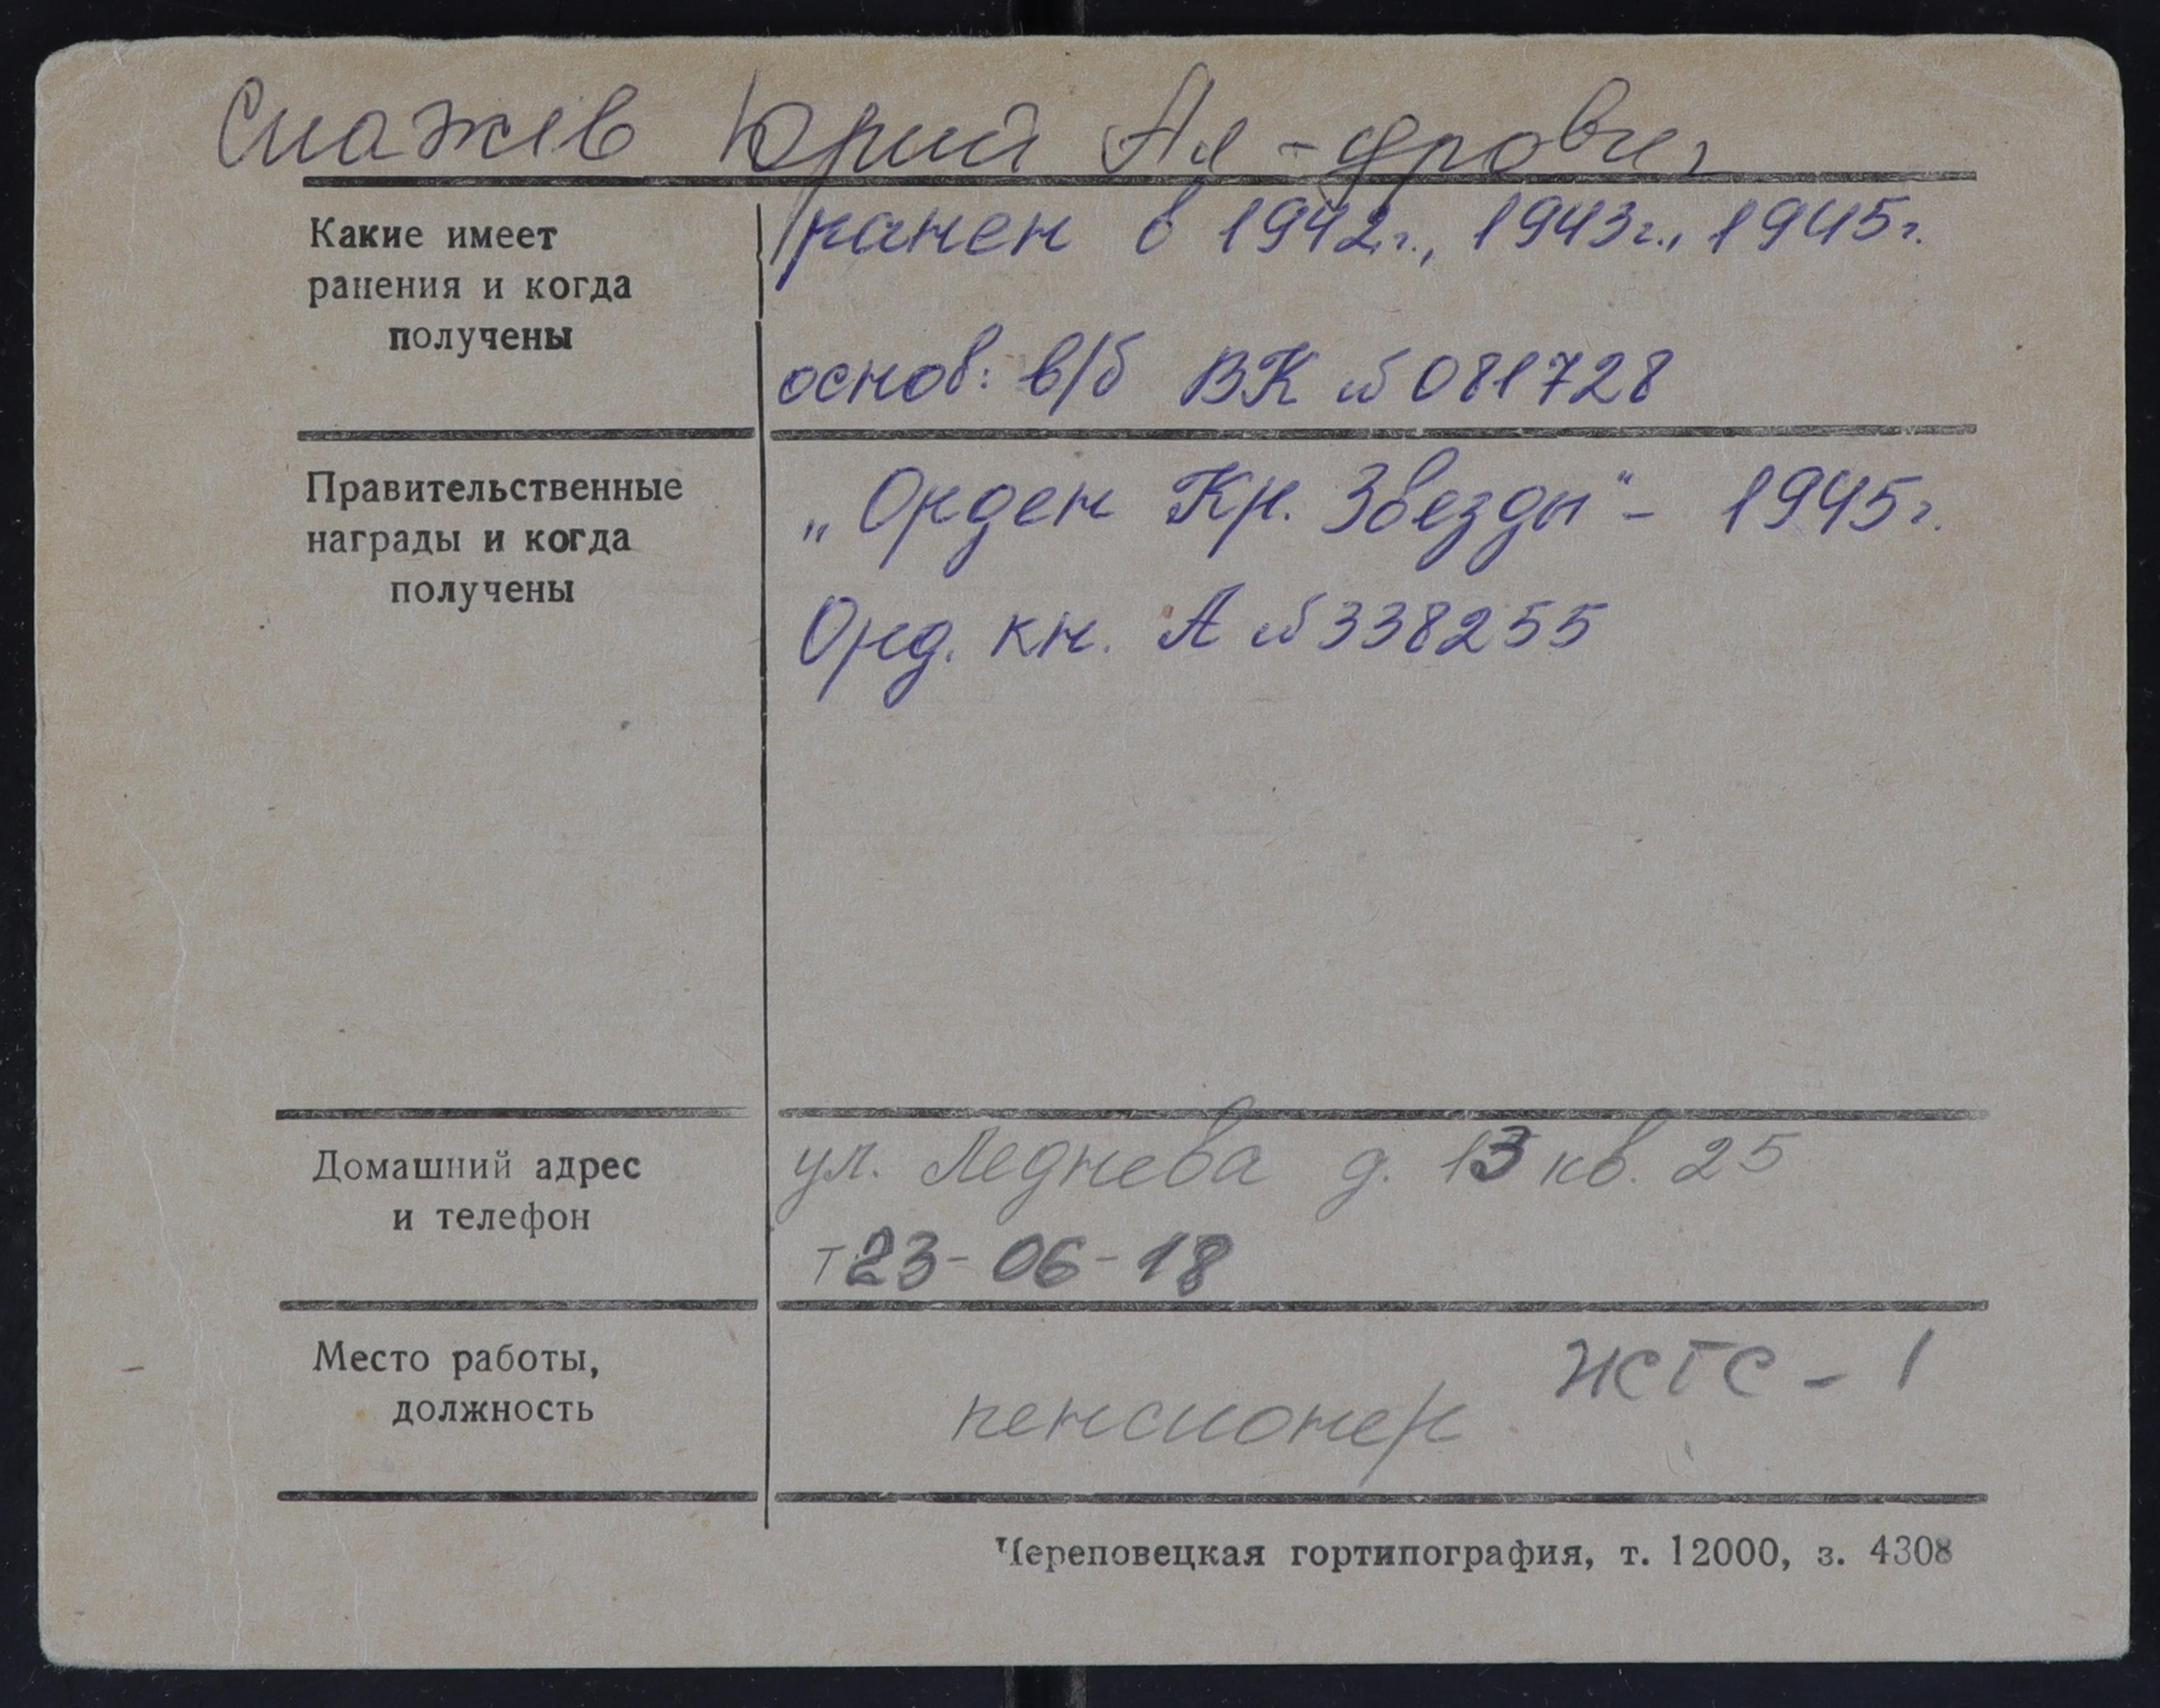 Смажев Юрий Ал-дрович
Какие имеет
ранения и когда
получены
ранен в 1942г., 1943г., 1945г.
основ: в/б ВК № 081728
Правительственные
награды и когда
получены
„Орден Кр. Звезды" - 1945г.
Орд. кн. А № 338255
Домашний адрес
и телефон
ул. Леднева д. 13 кв. 25
т 23-06-18
Место работы,
должность
пенсионер ЖСГС - 1
Череповецкая гортипография, т. 12000, з. 4308